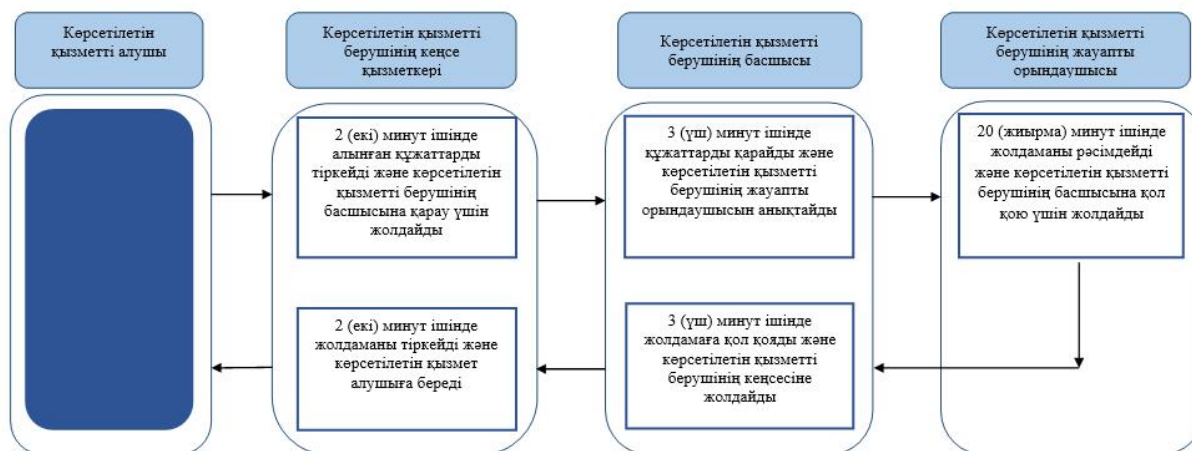 Көрсетілетін
қызметті алушы
Көрсетілетін қызметті
берушінің кеңсе
қызметкері
Көрсетілетін қызметті
берушінің басшысы
Көрсетілетін қызметті
берушінің жауапты
орындаушысы
2 (екі) минут ішінде
алынған құжаттарды
тіркейді және көрсетілетін
қызметті берушінің
басшысына қарау үшін
жолдайды
3 (үш) минут ішінде
құжаттарды қарайды және
көрсетілетін қызметті
берушінің жауапты
орындаушысын анықтайды
20 (жиырма) минут ішінде
жолдаманы рәсімдейді
және көрсетілетін қызметті
берушінің басшысына қол
қою үшін жолдайды
2 (екі) минут ішінде
жолдаманы тіркейді және
көрсетілетін қызмет
алушыға береді
3 (үш) минут ішінде
жолдамаға қол қояды және
көрсетілетін қызметті
берушінің кеңсесіне
жолдайды